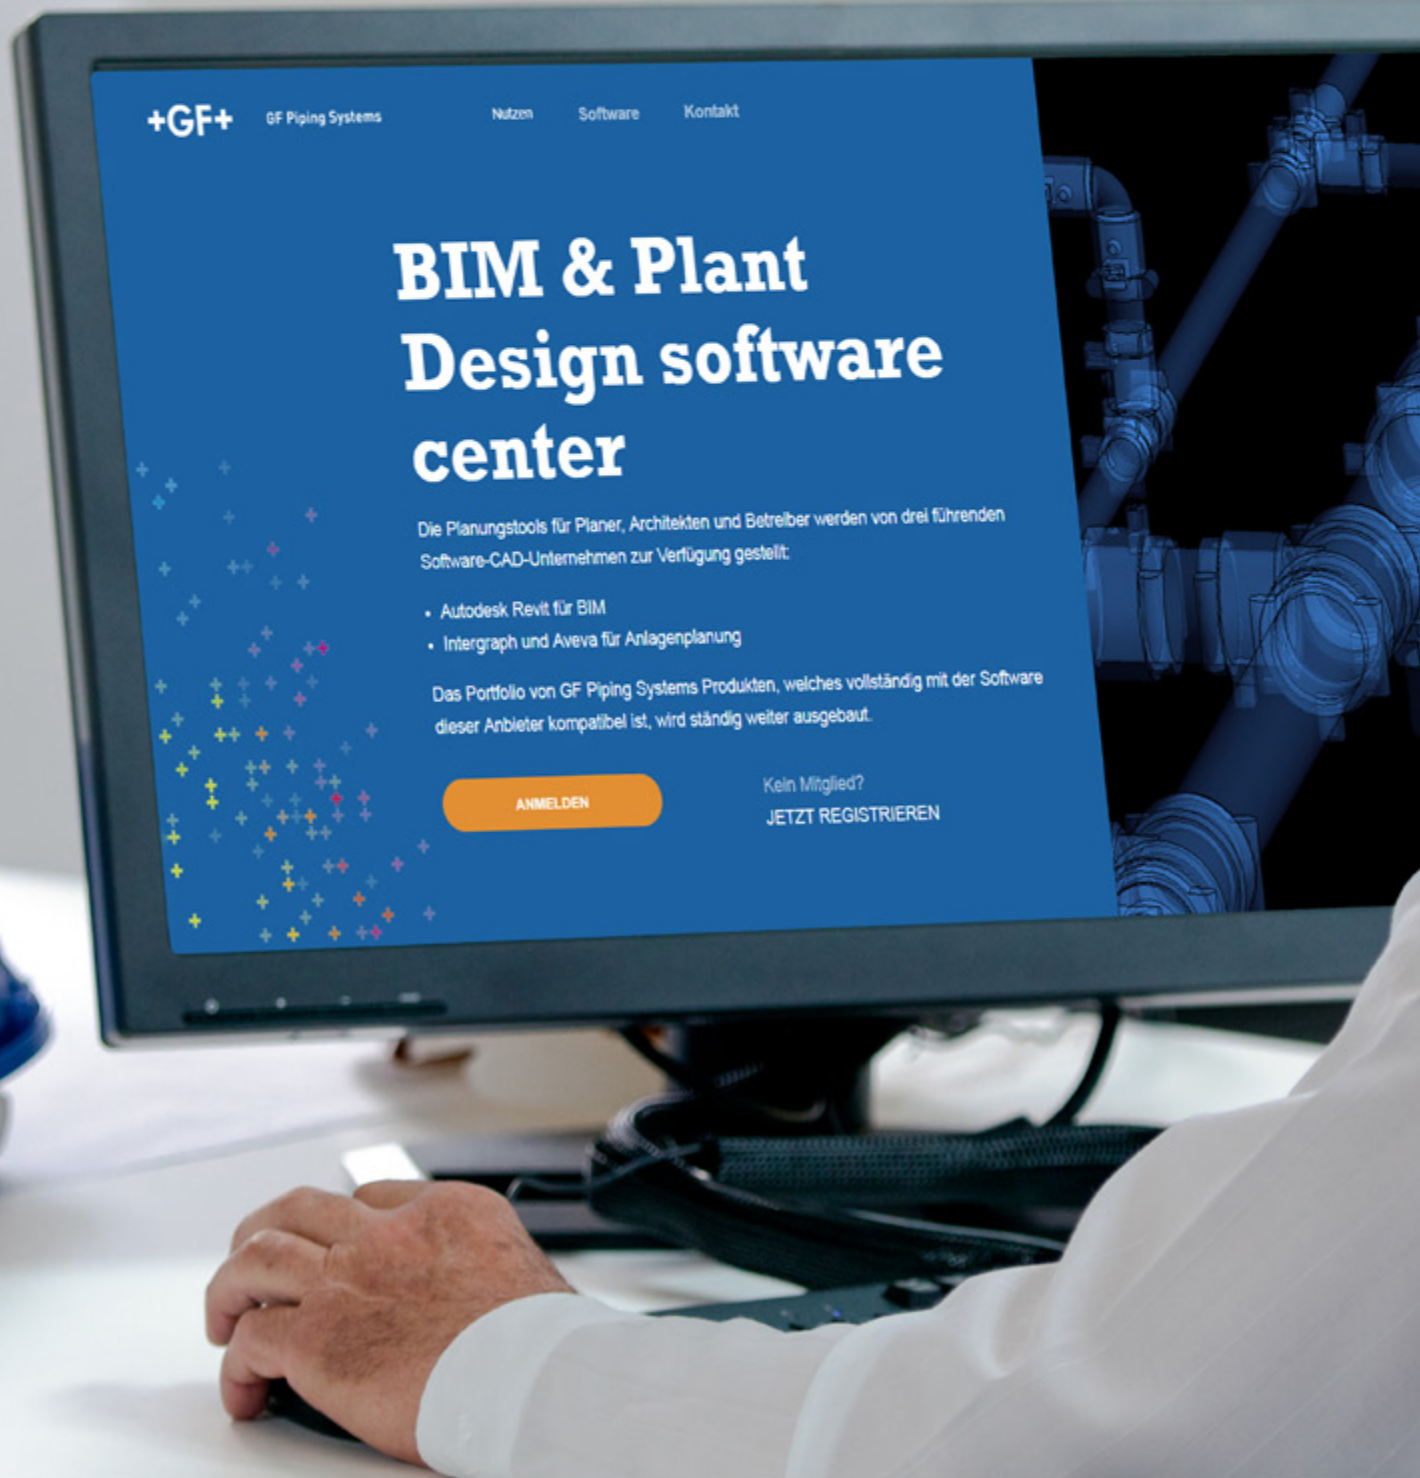 +GF+ GF Piping Systems Nutzen Software Kontakt
BIM & Plant
Design software
center
Die Planungstools für Planer, Architekten und Betreiber werden von drei führenden
Software-CAD-Unternehmen zur Verfügung gestellt:
• Autodesk Revit für BIM
• Intergraph und Aveva für Anlagenplanung
Das Portfolio von GF Piping Systems Produkten, welches vollständig mit der Software
dieser Anbieter kompatibel ist, wird ständig weiter ausgebaut.
ANMELDEN
Kein Mitglied?
JETZT REGISTRIEREN